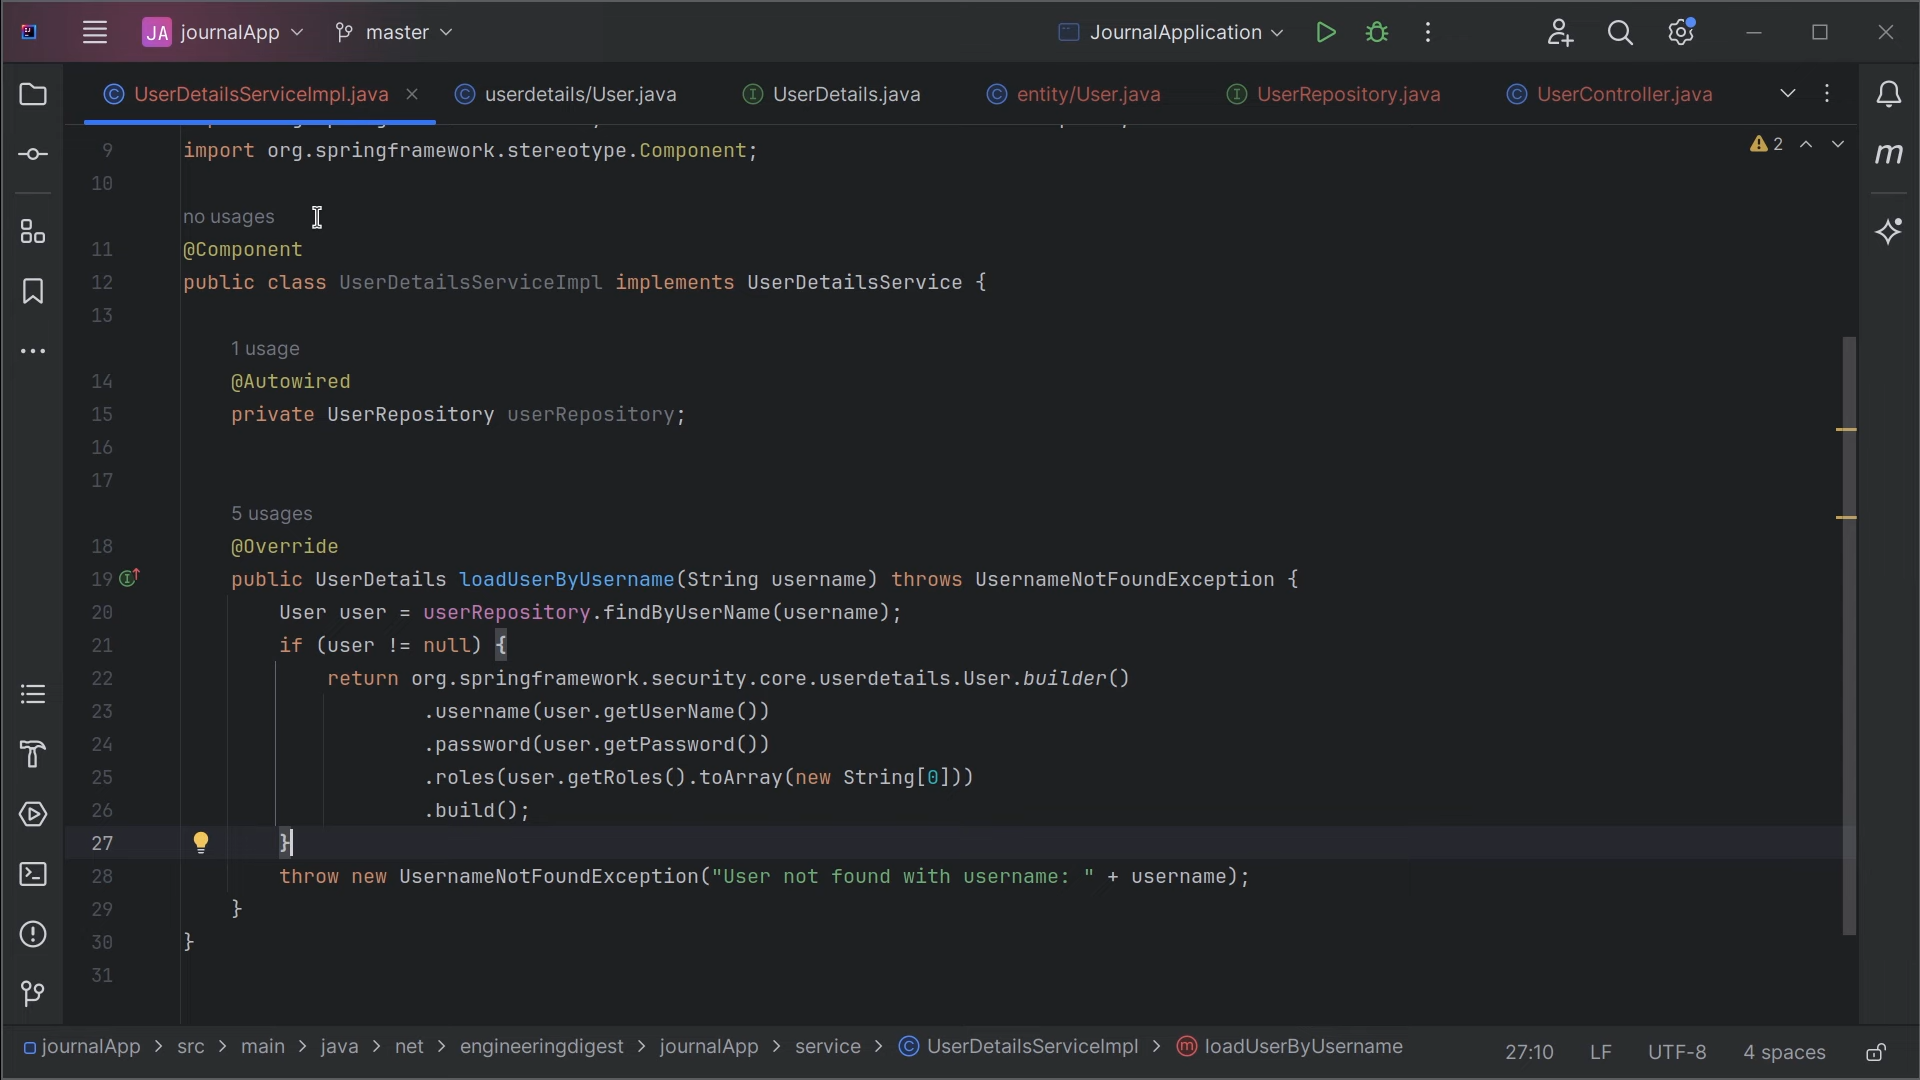 JA journalApp master JournalApplication
UserDetailsServiceImpl.java userdetails/User.java UserDetails.java entity/User.java UserRepository.java UserController.java
9 import org.springframework.stereotype.Component; 2
10
no usages
11 @Component
12 public class UserDetailsServiceImpl implements UserDetailsService {
13
1 usage
14 @Autowired
15 private UserRepository userRepository;
16
17
5 usages
18 @Override
19 public UserDetails loadUserByUsername(String username) throws UsernameNotFoundException {
20 User user = userRepository.findByUserName(username);
21 if (user != null) {
22 return org.springframework.security.core.userdetails.User.builder()
23 .username(user.getUserName())
24 .password(user.getPassword())
25 .roles(user.getRoles().toArray(new String[0]))
26 .build();
27 }
28 throw new UsernameNotFoundException("User not found with username: " + username);
29 }
30 }
31
journalApp > src > main > java > net > engineeringdigest > journalApp > service > UserDetailsServiceImpl > loadUserByUsername 27:10 LF UTF-8 4 spaces